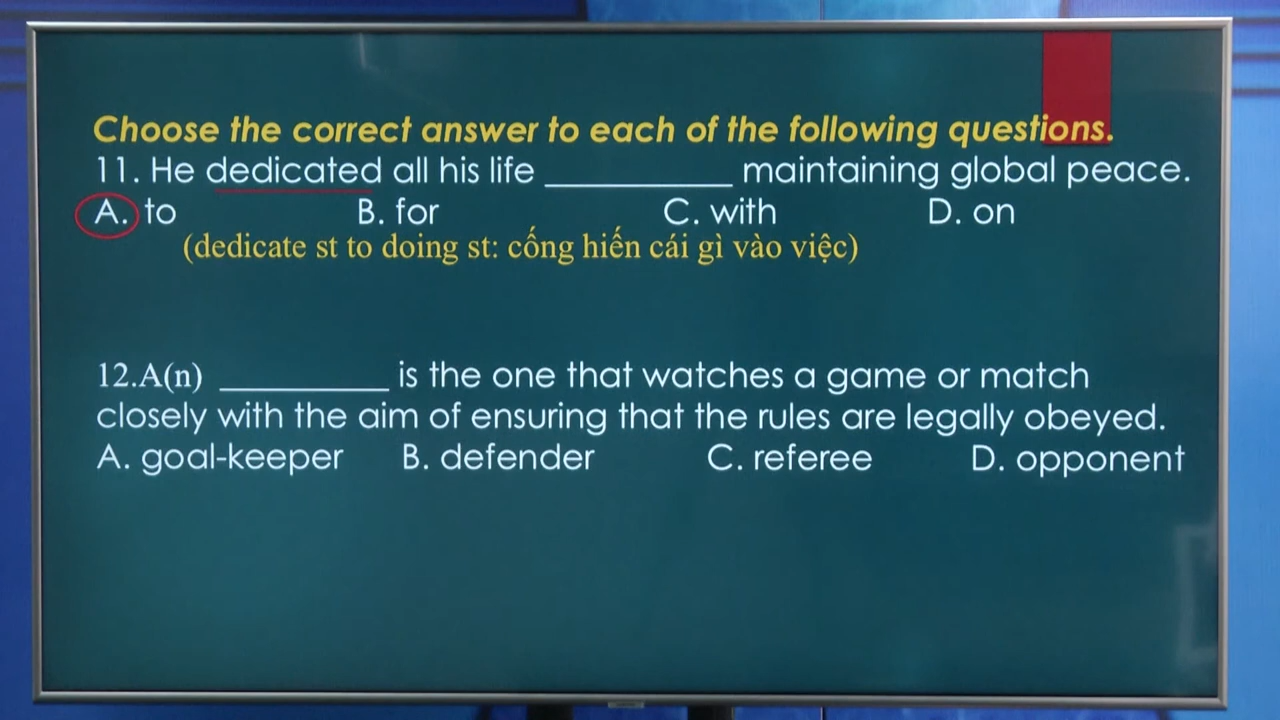 Choose the correct answer to each of the following questions.
11. He dedicated all his life __________ maintaining global peace.
A. to B. for C. with D. on
(dedicate st to doing st: cống hiến cái gì vào việc)
12.A(n) _________ is the one that watches a game or match
closely with the aim of ensuring that the rules are legally obeyed.
A. goal-keeper B. defender C. referee D. opponent